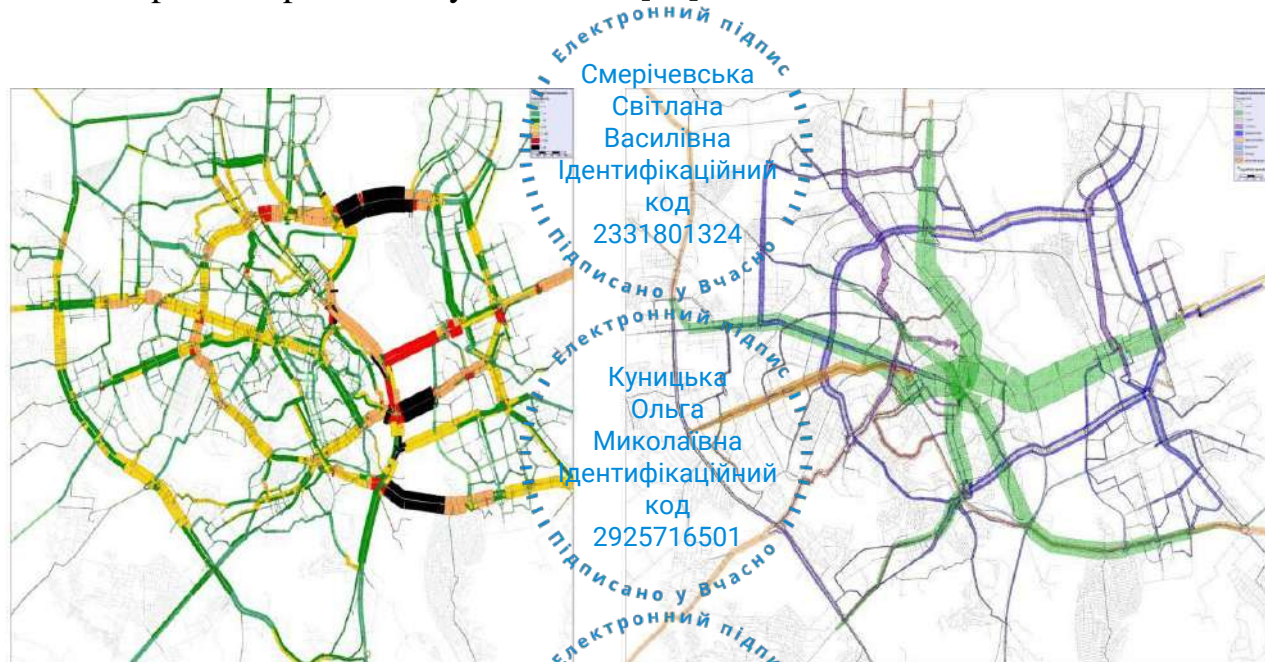 Електронний підпис
Смерічевська
Світлана
Василівна
Ідентифікаційний
код
2331801324
Підписано у Вчасно
Електронний підпис
Куницька
Ольга
Миколаївна
Ідентифікаційний
код
2925716501
Підписано у Вчасно
Електронний підпис